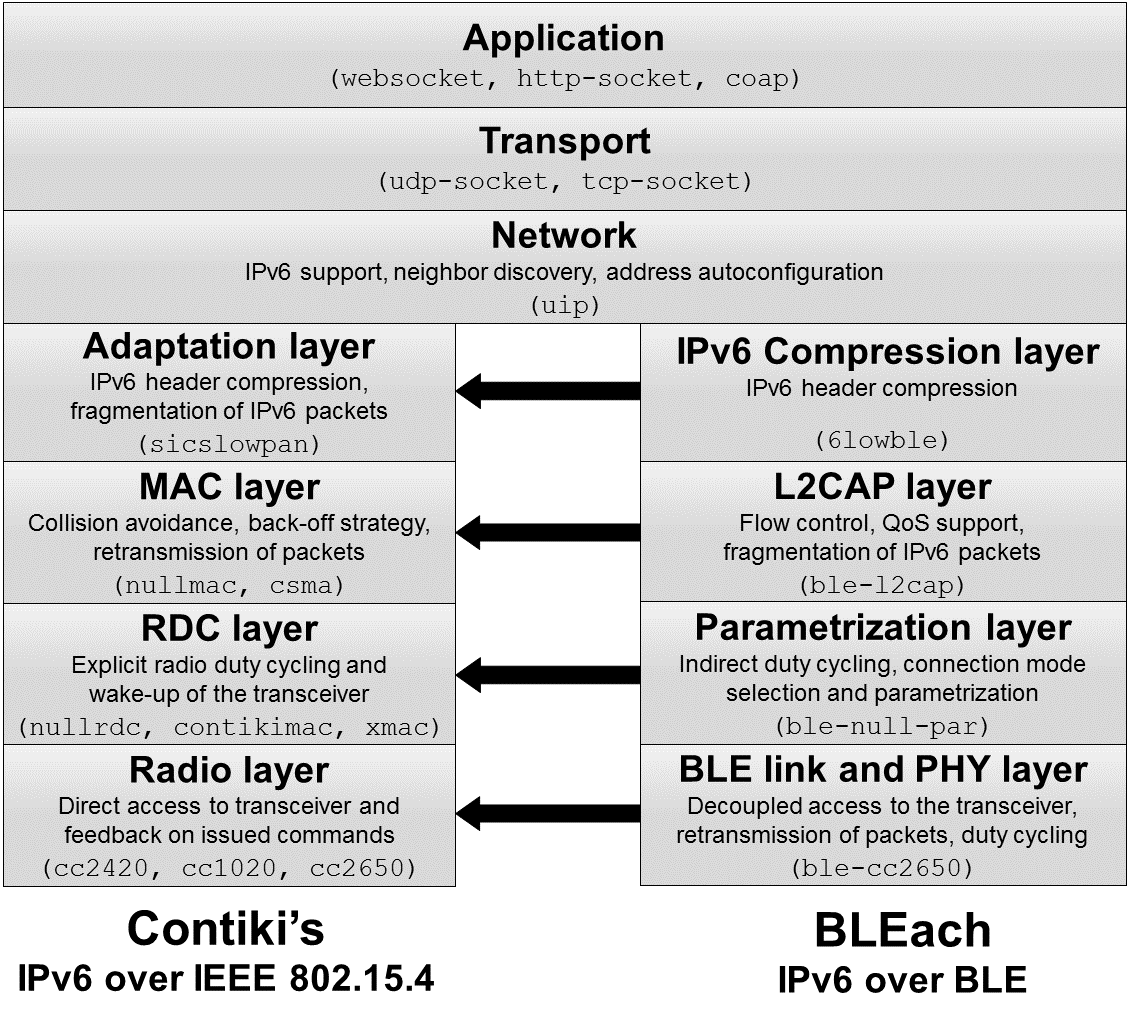 Application
(websocket, http-socket, coap)
Transport
(udp-socket, tcp-socket)
Network
IPv6 support, neighbor discovery, address autoconfiguration
(uip)
Adaptation layer
IPv6 header compression,
fragmentation of IPv6 packets
(sicslowpan)
MAC layer
Collision avoidance, back-off strategy,
retransmission of packets
(nullmac, csma)
RDC layer
Explicit radio duty cycling and
wake-up of the transceiver
(nullrdc, contikimac, xmac)
Radio layer
Direct access to transceiver and
feedback on issued commands
(cc2420, cc1020, cc2650)
Contiki's
IPv6 over IEEE 802.15.4
IPv6 Compression layer
IPv6 header compression
(6lowble)
L2CAP layer
Flow control, QoS support,
fragmentation of IPv6 packets
(ble-l2cap)
Parametrization layer
Indirect duty cycling, connection mode
selection and parametrization
(ble-null-par)
BLE link and PHY layer
Decoupled access to the transceiver,
retransmission of packets, duty cycling
(ble-cc2650)
BLEach
IPv6 over BLE